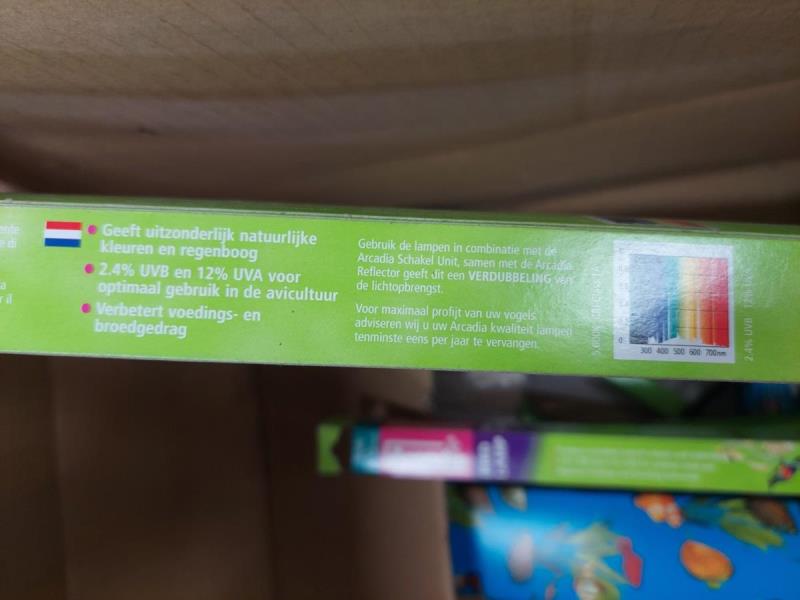 Geeft uitzonderlijk natuurlijke
kleuren en regenboog
2.4% UVB en 12% UVA voor
optimaal gebruik in de avicultuur
Verbetert voedings- en
broedgedrag
Gebruik de lampen in combinatie met de
Arcadia Schakel Unit, samen met de Arcadia
Reflector geeft dit een VERDUBBELING van
de lichtopbrengst.
Voor maximaal profijt van uw vogels
adviseren wij u uw Arcadia kwaliteit lampen
tenminste eens per jaar te vervangen.
0
300 400 500 600 700nm
2.4% UVB 12%